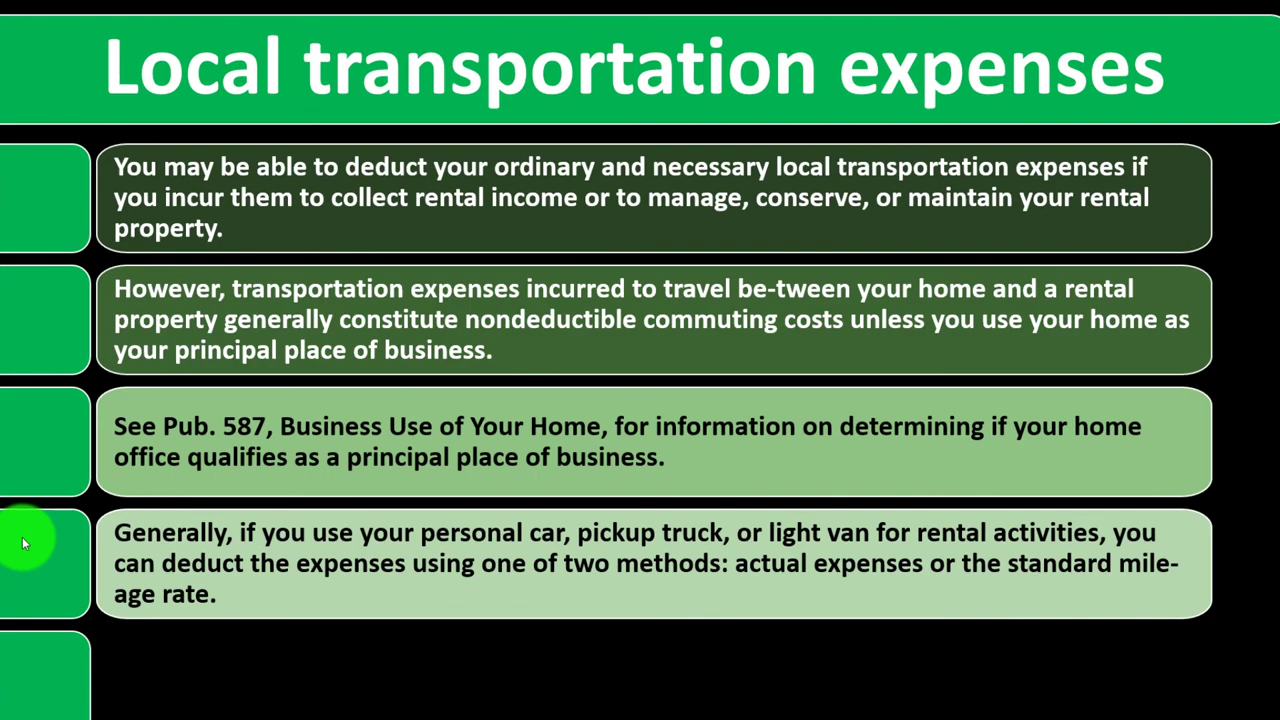 Local transportation expenses
You may be able to deduct your ordinary and necessary local transportation expenses if
you incur them to collect rental income or to manage, conserve, or maintain your rental
property.
However, transportation expenses incurred to travel be-tween your home and a rental
property generally constitute nondeductible commuting costs unless you use your home as
your principal place of business.
See Pub. 587, Business Use of Your Home, for information on determining if your home
office qualifies as a principal place of business.
Generally, if you use your personal car, pickup truck, or light van for rental activities, you
can deduct the expenses using one of two methods: actual expenses or the standard mile-
age rate.